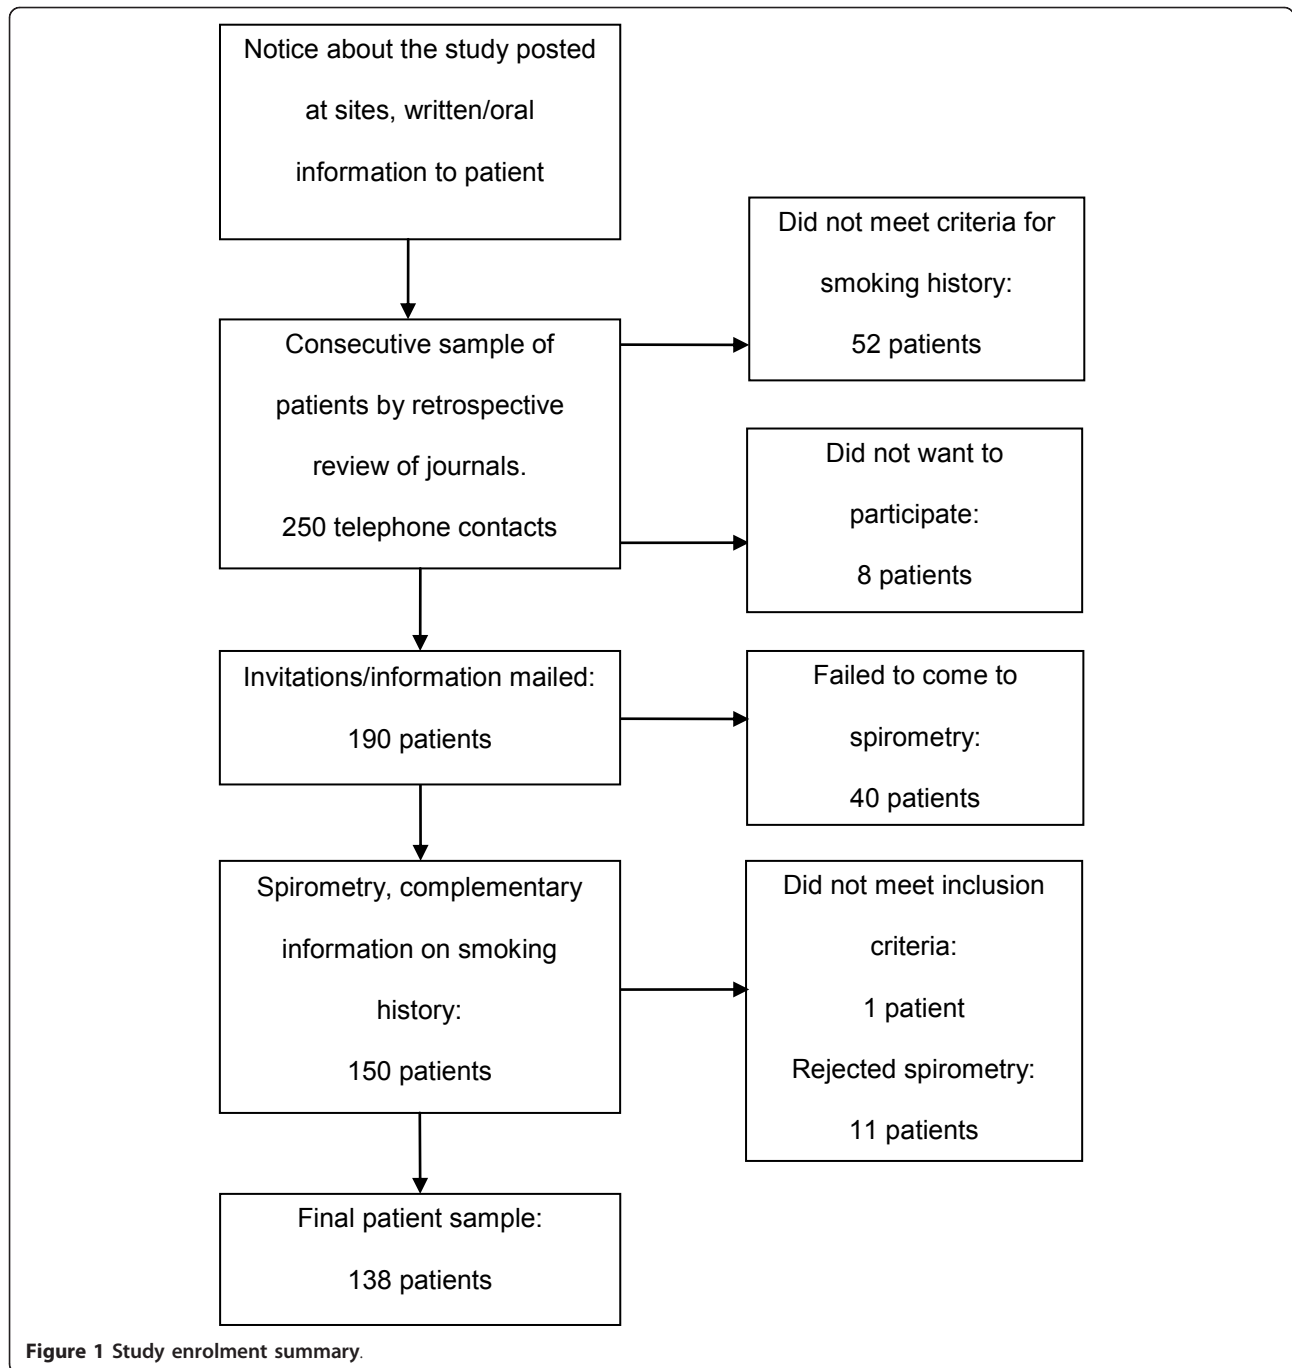 Notice about the study posted
at sites, written/oral
information to patient
Did not meet criteria for
smoking history:
52 patients
Consecutive sample of
patients by retrospective
review of journals.
250 telephone contacts
Did not want to
participate:
8 patients
Invitations/information mailed:
190 patients
Failed to come to
spirometry:
40 patients
Spirometry, complementary
information on smoking
history:
150 patients
Did not meet inclusion
criteria:
1 patient
Rejected spirometry:
11 patients
Final patient sample:
138 patients
Figure 1 Study enrolment summary.